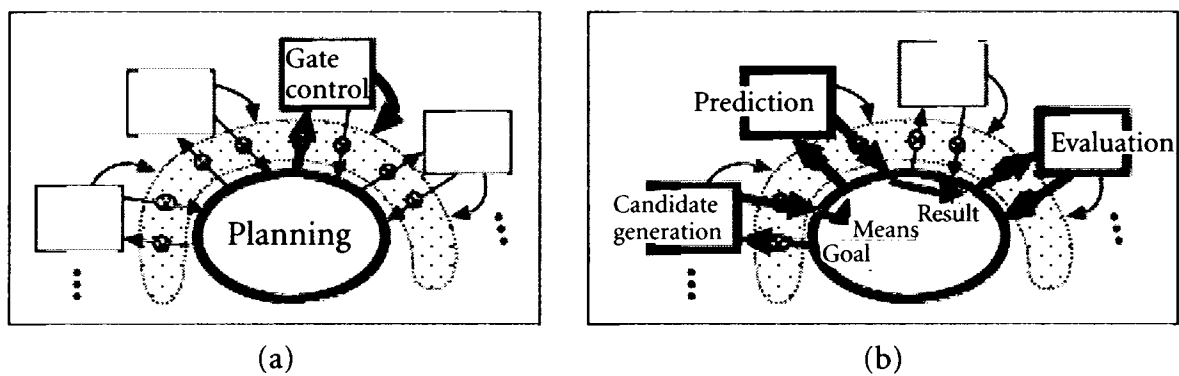 Gate
control
Planning
(a)
Prediction
Evaluation
Candidate
generation
Result
Means
Goal
(b)